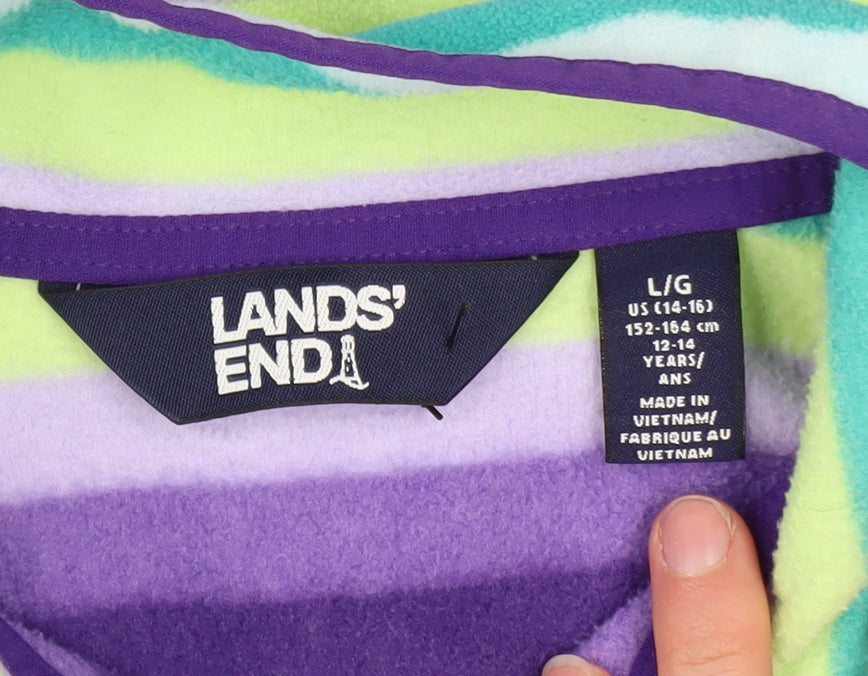 LANDS'
END
L/G
US (14-16)
152-164 cm
12-14
YEARS/
ANS
MADE IN
VIETNAM/
FABRIQUE AU
VIETNAM